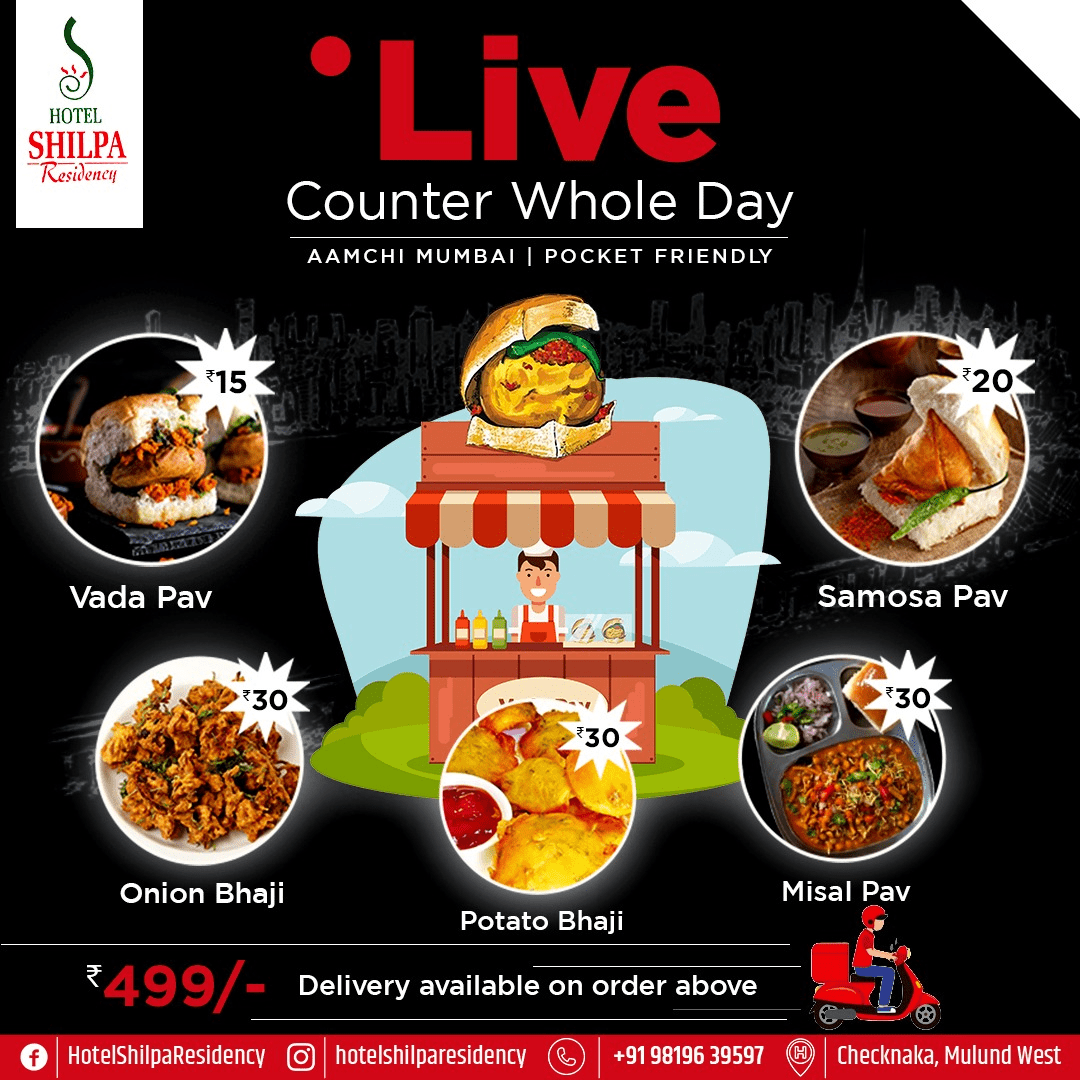 HOTEL
SHILPA
Residency
Live
Counter Whole Day
AAMCHI MUMBAI | POCKET FRIENDLY
₹15
Vada Pav
₹20
Samosa Pav
₹30
Onion Bhaji
₹30
Potato Bhaji
₹30
Misal Pav
₹499/- Delivery available on order above
HotelShilpaResidency hotelshilparesidency +91 98196 39597 Checknaka, Mulund West